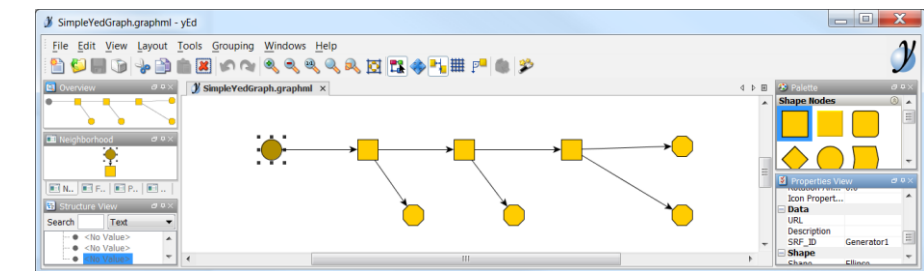 SimpleYedGraph.graphml - yEd
File Edit View Layout Tools Grouping Windows Help
Overview
SimpleYedGraph.graphml
Palette
Shape Nodes
Neighborhood
N... F... P... ..
Structure View
Search Text
<No Value>
<No Value>
<No Value>
Properties View
Icon Propert...
Data
URL
Description
SRF_ID Generator1
Shape
Shape Ellipse